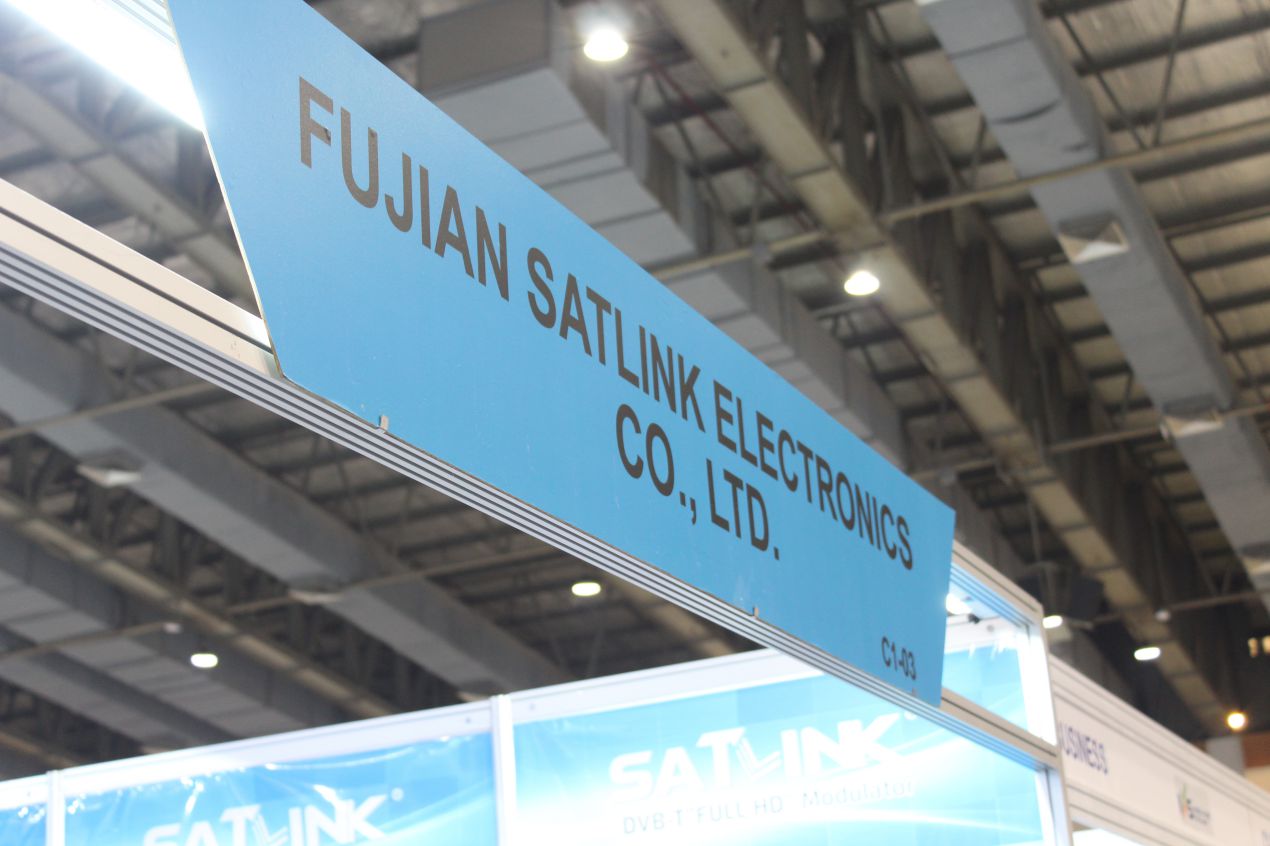 FUJIAN SATLINK ELECTRONICS
CO., LTD.
C1-03
SATLINK
SATLINK
DVB-T FULL HD Modulator
USINESS